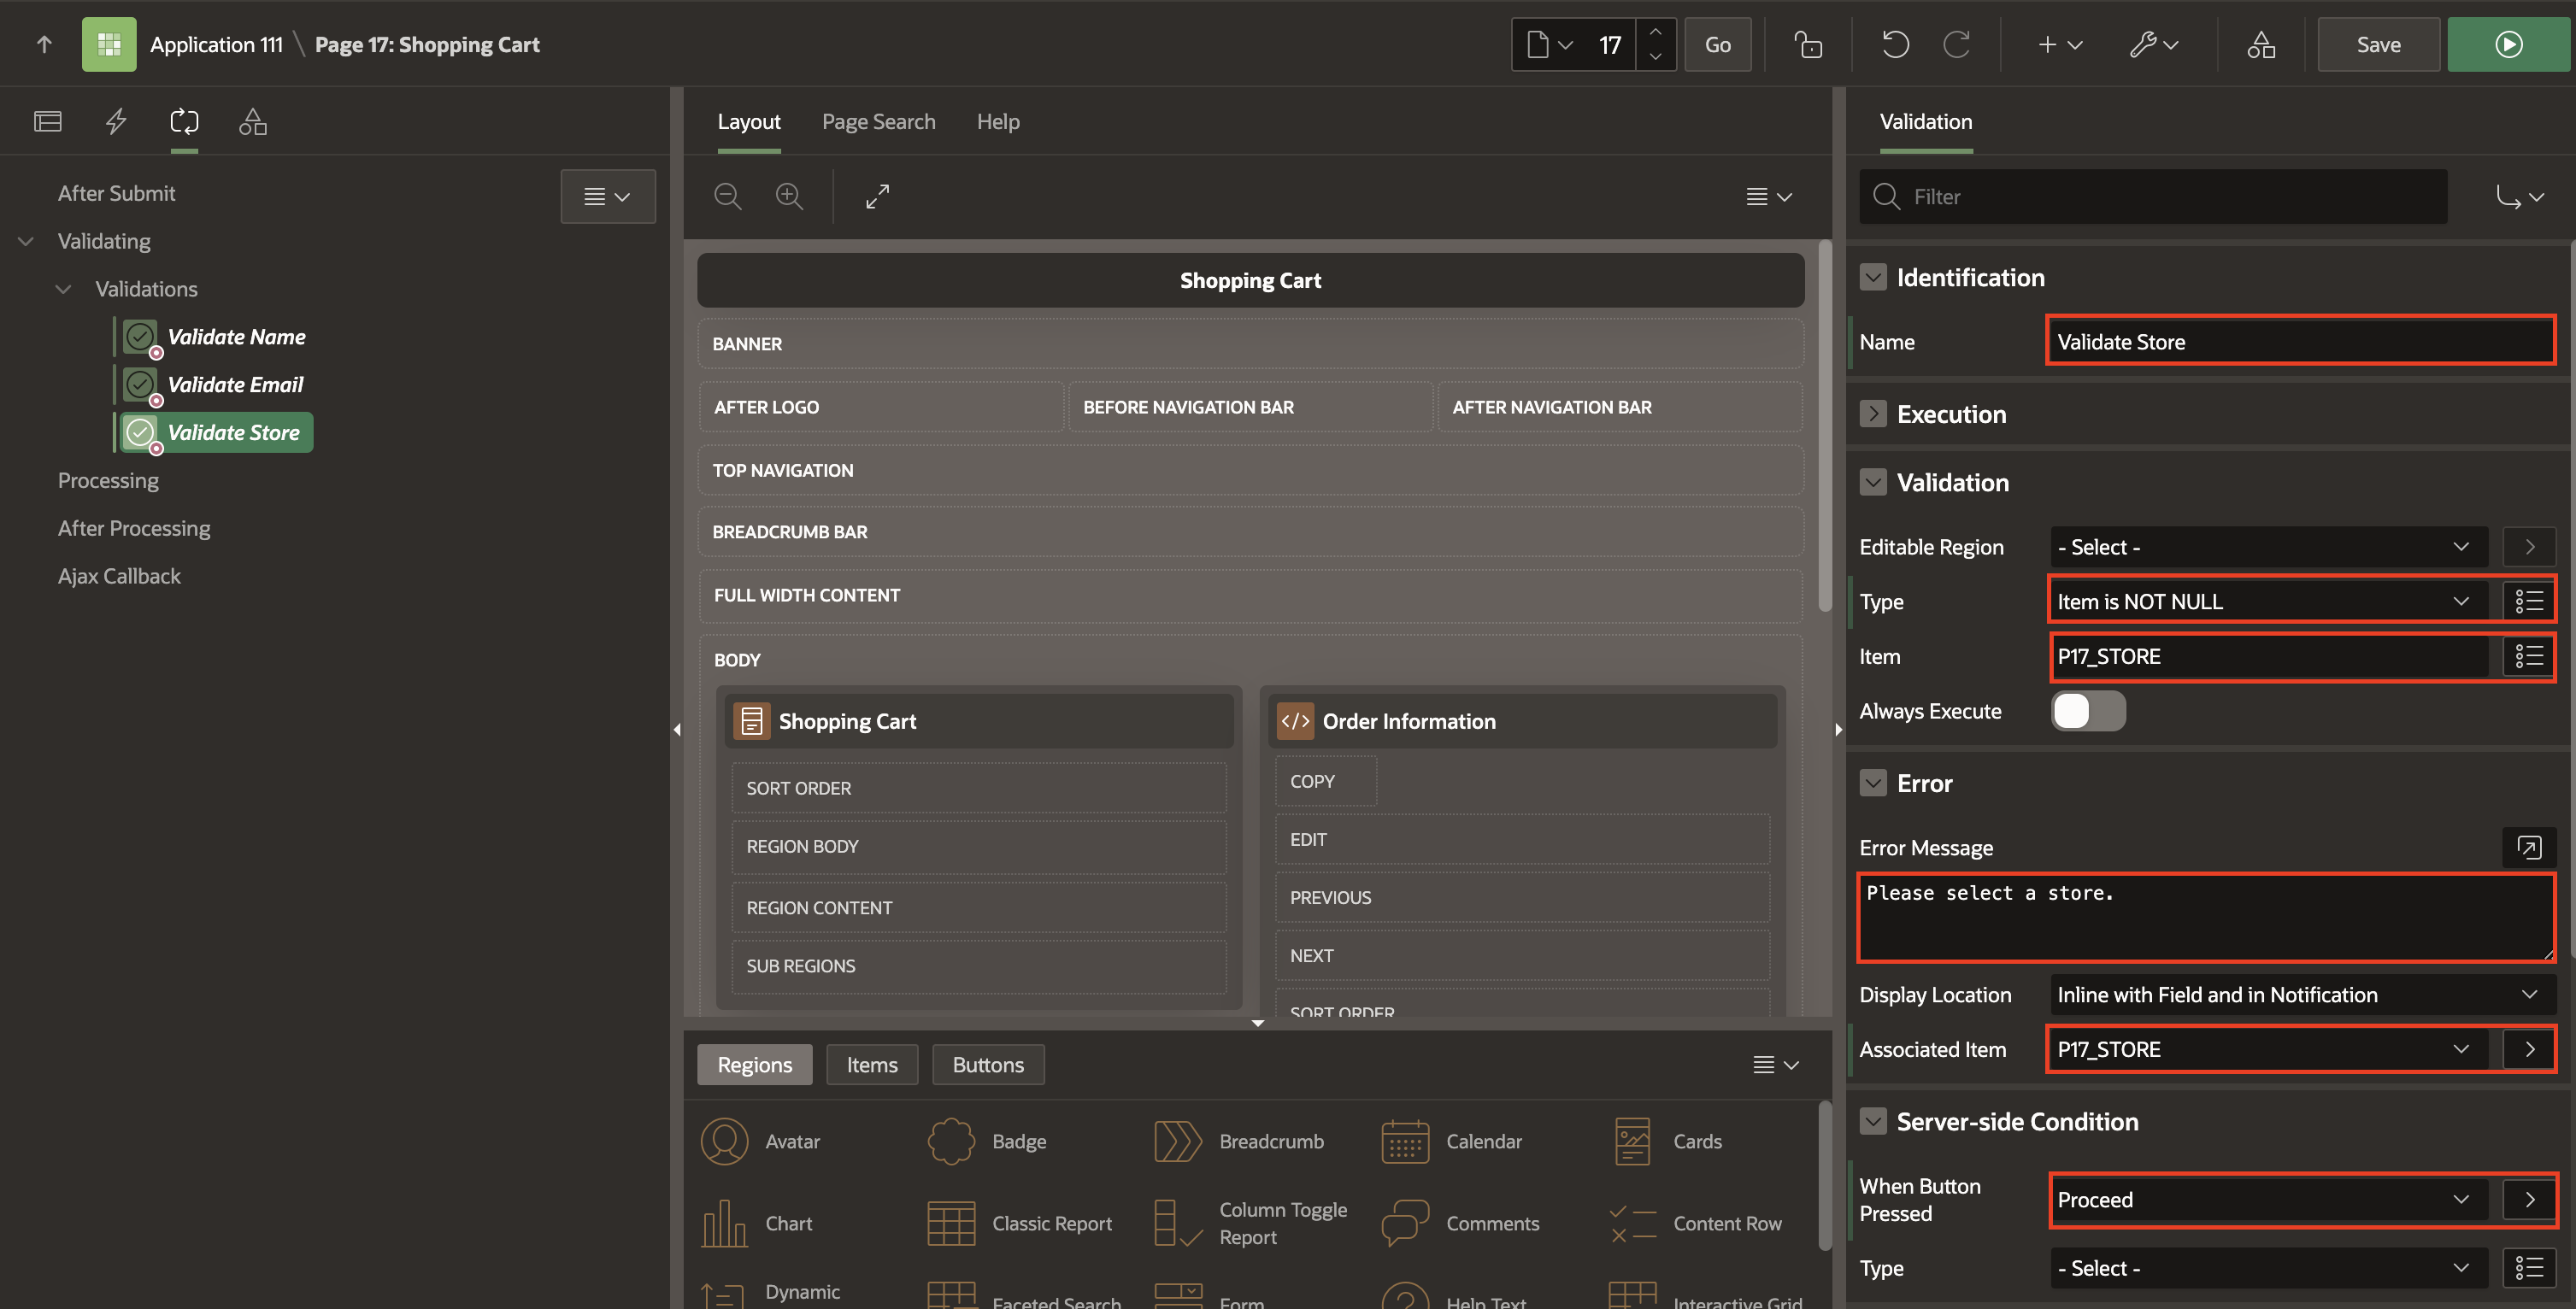 Application 111 \ Page 17: Shopping Cart
17
Go
Save
After Submit
Validating
Validations
Validate Name
Validate Email
Validate Store
Processing
After Processing
Ajax Callback
Layout
Page Search
Help
Shopping Cart
BANNER
AFTER LOGO
BEFORE NAVIGATION BAR
AFTER NAVIGATION BAR
TOP NAVIGATION
BREADCRUMB BAR
FULL WIDTH CONTENT
BODY
Shopping Cart
SORT ORDER
REGION BODY
REGION CONTENT
SUB REGIONS
Order Information
COPY
EDIT
PREVIOUS
NEXT
SORT ORDER
Regions
Items
Buttons
Avatar
Badge
Breadcrumb
Calendar
Cards
Chart
Classic Report
Column Toggle
Report
Comments
Content Row
Dynamic
Faceted Search
Form
Help Text
Interactive Grid
Validation
Filter
Identification
Name
Validate Store
Execution
Validation
Editable Region
- Select -
Type
Item is NOT NULL
Item
P17_STORE
Always Execute
Error
Error Message
Please select a store.
Display Location
Inline with Field and in Notification
Associated Item
P17_STORE
Server-side Condition
When Button
Pressed
Proceed
Type
- Select -